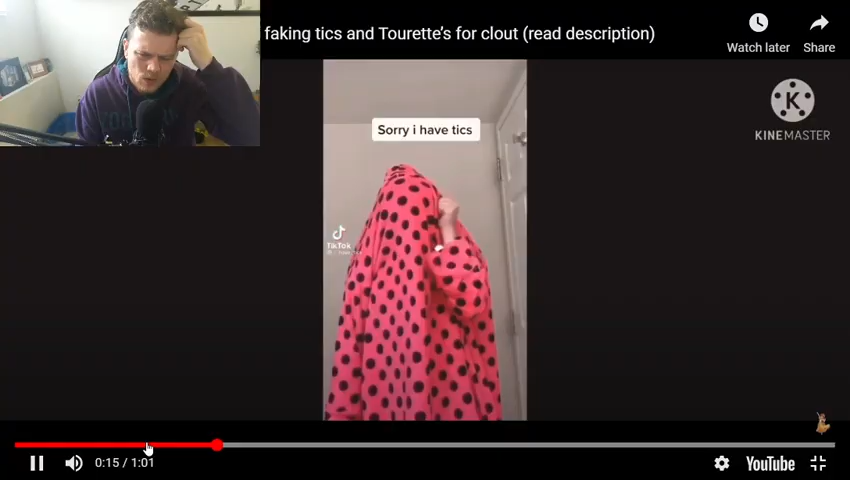 faking tics and Tourette's for clout (read description)
Watch later
Share
K
KINEMASTER
Sorry i have tics
TikTok
0:15 / 1:01
YouTube